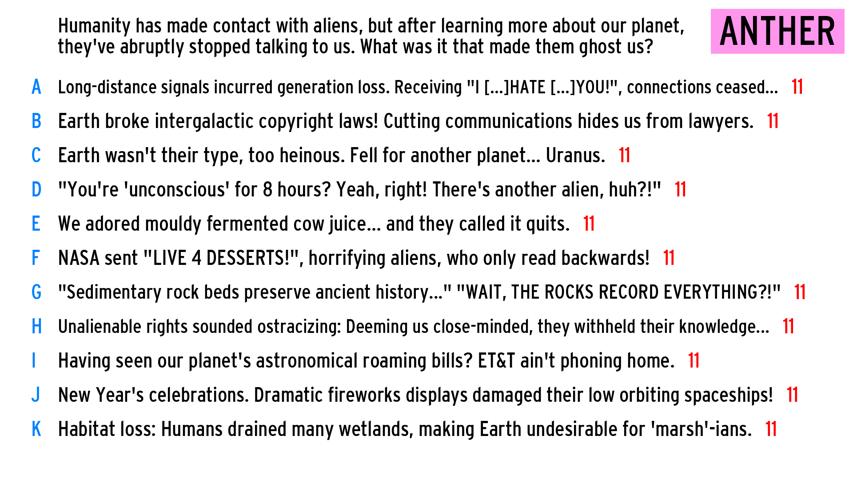 Humanity has made contact with aliens, but after learning more about our planet,
they've abruptly stopped talking to us. What was it that made them ghost us?
ANTHER
A Long-distance signals incurred generation loss. Receiving "I [...]HATE [...]YOU!", connections ceased... 11
B Earth broke intergalactic copyright laws! Cutting communications hides us from lawyers. 11
C Earth wasn't their type, too heinous. Fell for another planet... Uranus. 11
D "You're 'unconscious' for 8 hours? Yeah, right! There's another alien, huh?!" 11
E We adored mouldy fermented cow juice... and they called it quits. 11
F NASA sent "LIVE 4 DESSERTS!", horrifying aliens, who only read backwards! 11
G "Sedimentary rock beds preserve ancient history..." "WAIT, THE ROCKS RECORD EVERYTHING?!" 11
H Unalienable rights sounded ostracizing: Deeming us close-minded, they withheld their knowledge... 11
I Having seen our planet's astronomical roaming bills? ET&T ain't phoning home. 11
J New Year's celebrations. Dramatic fireworks displays damaged their low orbiting spaceships! 11
K Habitat loss: Humans drained many wetlands, making Earth undesirable for 'marsh'-ians. 11